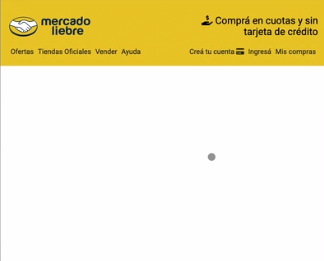 mercado
liebre
Comprá en cuotas y sin
tarjeta de crédito
Ofertas Tiendas Oficiales Vender Ayuda
Creá tu cuenta Ingresá Mis compras